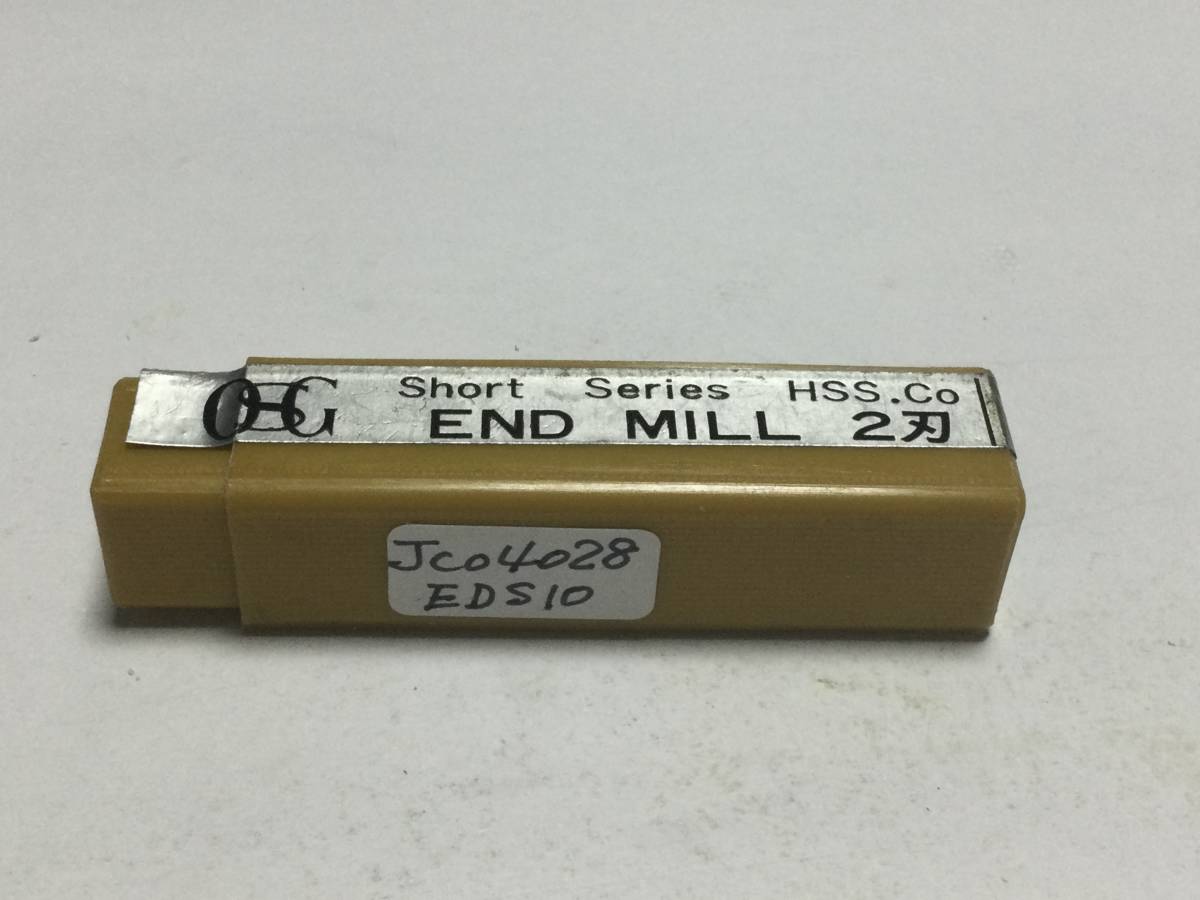 OSG Short Series HSS.Co
END MILL 2刃
Jco4028
EDS10